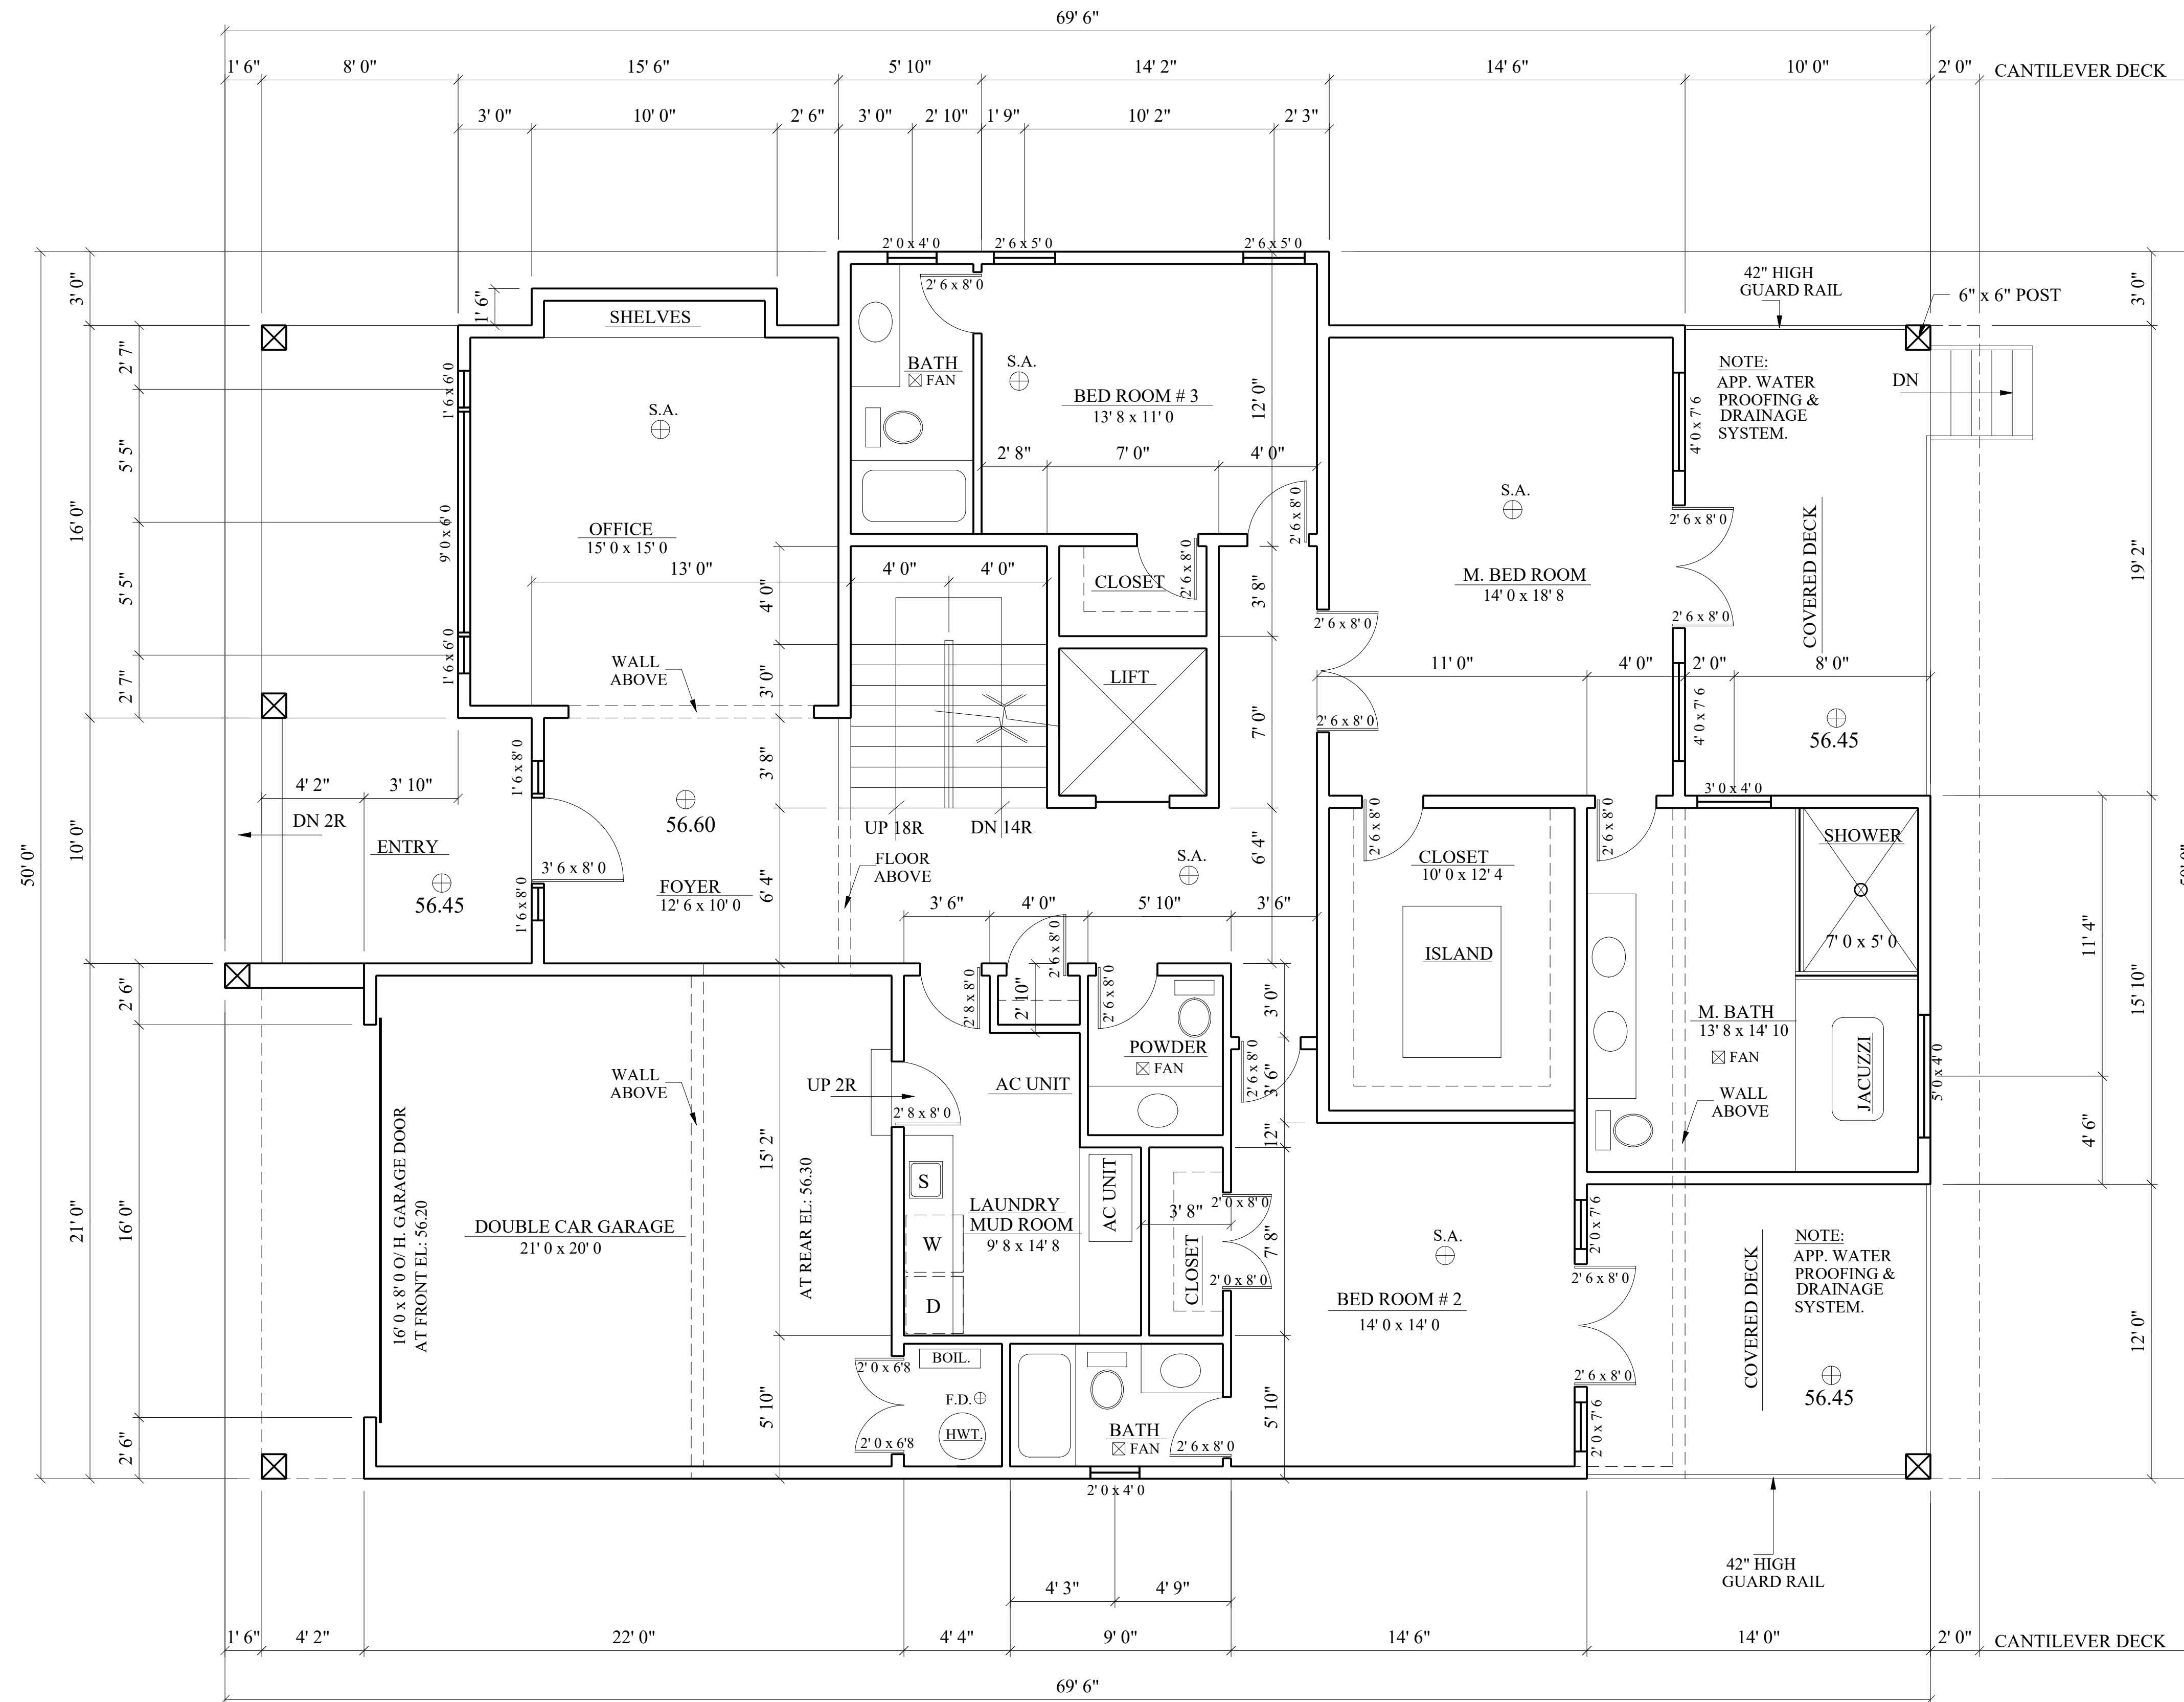 69' 6"
1' 6"
8' 0"
15' 6"
5' 10"
14' 2"
14' 6"
10' 0"
2' 0"
CANTILEVER DECK
3' 0"
10' 0"
2' 6"
3' 0"
2' 10"
1' 9"
10' 2"
2' 3"
2' 0 x 4' 0
2' 6 x 5' 0
2' 6 x 5' 0
42" HIGH
GUARD RAIL
6" x 6" POST
3' 0"
3' 0"
1' 6"
SHELVES
2' 6 x 8' 0
BATH
FAN
S.A.
BED ROOM # 3
13' 8 x 11' 0
12' 0"
NOTE:
APP. WATER
PROOFING &
DRAINAGE
SYSTEM.
DN
2' 7"
1' 6 x 6' 0
S.A.
4' 0 x 7' 6
5' 5"
2' 8"
7' 0"
4' 0"
S.A.
2' 6 x 8' 0
2' 6 x 8' 0
16' 0"
9' 0 x 6' 0
OFFICE
15' 0 x 15' 0
2' 6 x 8' 0
COVERED DECK
19' 2"
13' 0"
4' 0"
4' 0"
CLOSET
M. BED ROOM
14' 0 x 18' 8
5' 5"
4' 0"
3' 8"
2' 6 x 8' 0
2' 6 x 8' 0
1' 6 x 6' 0
WALL
ABOVE
3' 0"
LIFT
11' 0"
4' 0"
2' 0"
8' 0"
2' 7"
7' 0"
2' 6 x 8' 0
4' 0 x 7' 6
56.45
1' 6 x 8' 0
3' 8"
4' 2"
3' 10"
3' 0 x 4' 0
DN 2R
56.60
UP 18R
DN 14R
2' 6 x 8' 0
2' 6 x 8' 0
SHOWER
50' 0"
10' 0"
ENTRY
3' 6 x 8' 0
FLOOR
ABOVE
S.A.
6' 4"
CLOSET
10' 0 x 12' 4
56.45
1' 6 x 8' 0
FOYER
12' 6 x 10' 0
6' 4"
3' 6"
4' 0"
5' 10"
3' 6"
11' 4"
ISLAND
7' 0 x 5' 0
2' 6"
2' 8 x 8' 0
2' 10"
2' 6 x 8' 0
2' 6 x 8' 0
3' 0"
15' 10"
POWDER
FAN
2' 6 x 8' 0
3' 6"
M. BATH
13' 8 x 14' 10
FAN
JACUZZI
5' 0 x 4' 0
WALL
ABOVE
UP 2R
AC UNIT
2' 8 x 8' 0
WALL
ABOVE
16' 0 x 8' 0 O/ H. GARAGE DOOR
AT FRONT EL: 56.20
15' 2"
AT REAR EL: 56.30
12"
4' 6"
S
AC UNIT
21' 0"
16' 0"
DOUBLE CAR GARAGE
21' 0 x 20' 0
W
LAUNDRY
MUD ROOM
9' 8 x 14' 8
3' 8"
2' 0 x 8' 0
7' 8"
S.A.
2' 0 x 7' 6
NOTE:
APP. WATER
PROOFING &
DRAINAGE
SYSTEM.
CLOSET
2' 0 x 8' 0
2' 6 x 8' 0
COVERED DECK
D
BED ROOM # 2
14' 0 x 14' 0
12' 0"
BOIL.
2' 0 x 6'8
F.D.
2' 6 x 8' 0
56.45
5' 10"
5' 10"
HWT.
2' 0 x 6'8
BATH
FAN
2' 6 x 8' 0
2' 0 x 7' 6
2' 6"
2' 0 x 4' 0
42" HIGH
GUARD RAIL
4' 3"
4' 9"
1' 6"
4' 2"
22' 0"
4' 4"
9' 0"
14' 6"
14' 0"
2' 0"
CANTILEVER DECK
69' 6"